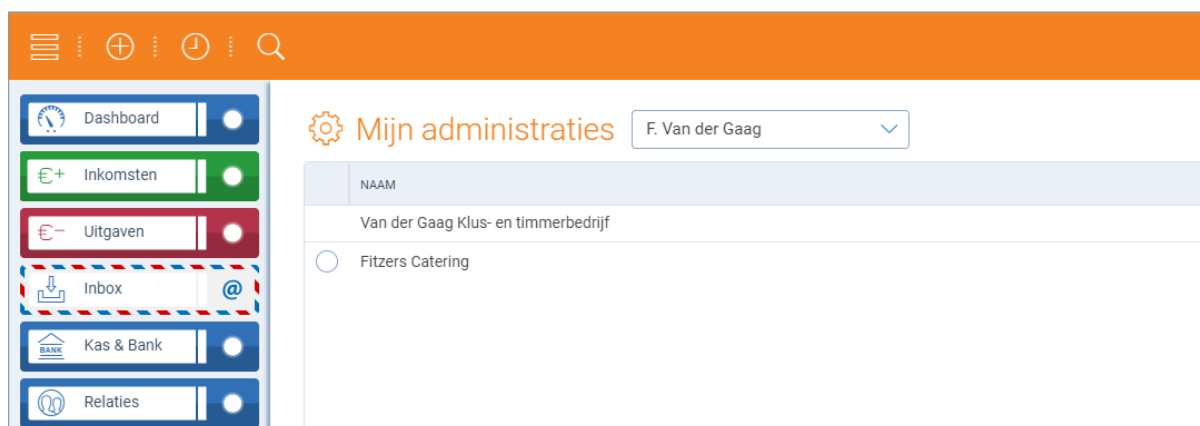 Dashboard
Inkomsten
Uitgaven
Inbox
@
BANK
Kas & Bank
Relaties
Mijn administraties
F. Van der Gaag
NAAM
Van der Gaag Klus- en timmerbedrijf
Fitzers Catering